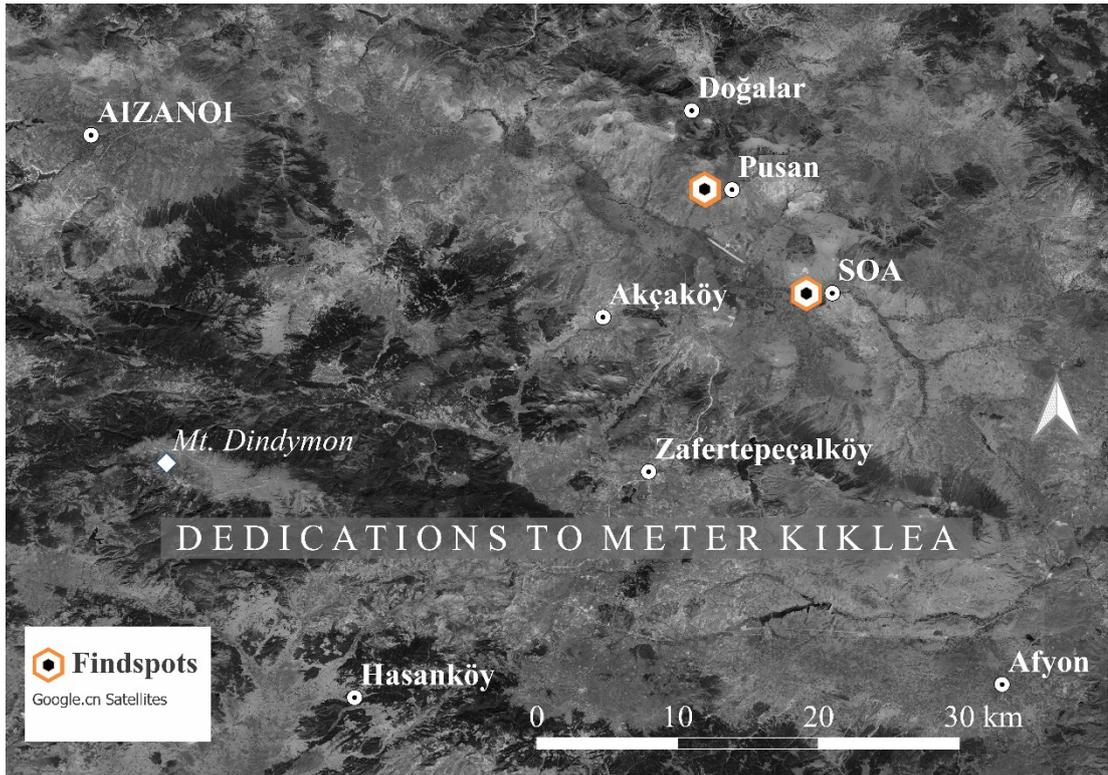 Doğalar
AIZANOI
Pusan
SOA
Akçaköy
Mt. Dindymon
Zafertepeçalköy
DEDICATIONS TO METER KIKLEA
Findspots
Google.cn Satellites
Hasanköy
Afyon
0 10 20 30 km